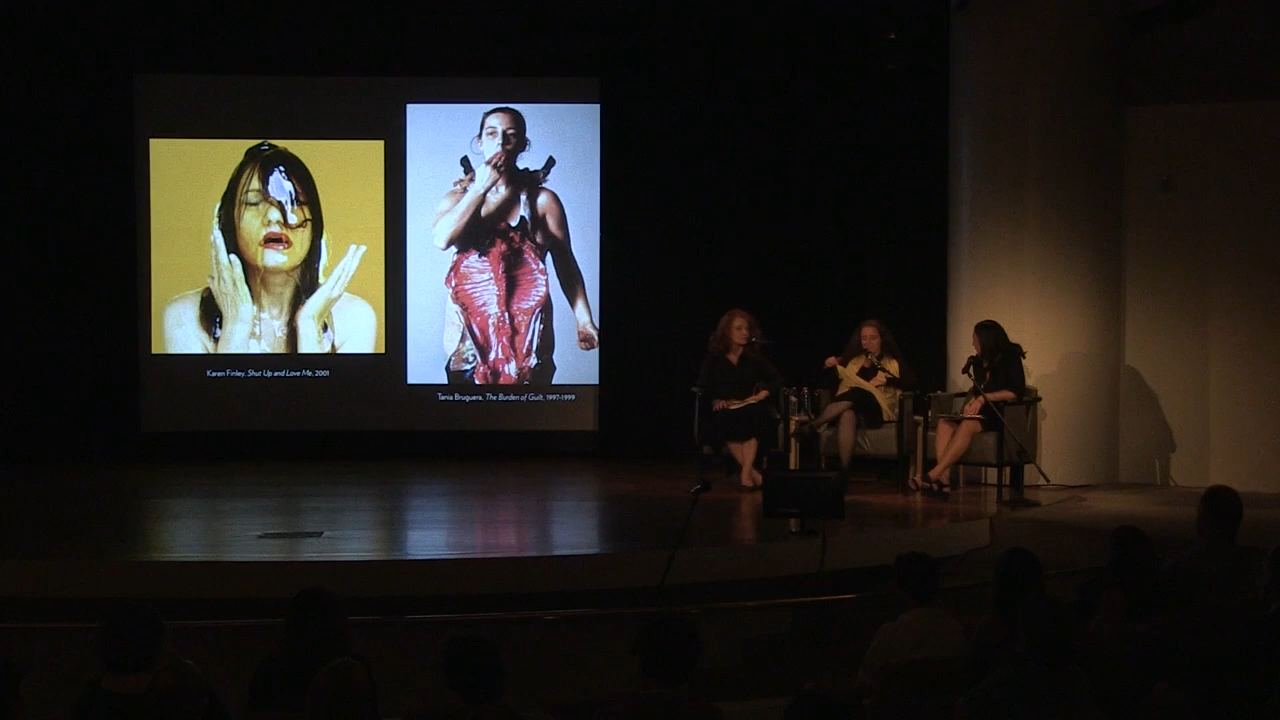 Karen Finley, Shut Up and Love Me, 2001
Tania Bruguera, The Burden of Guilt, 1997-1999